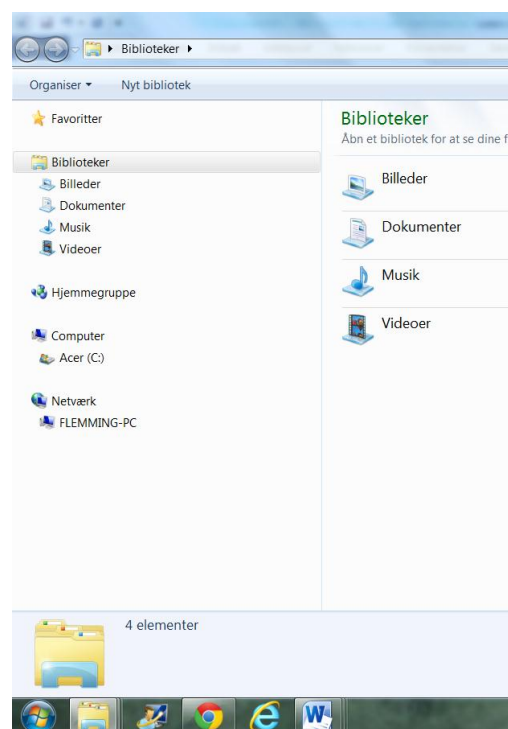 Biblioteker
Organiser
Nyt bibliotek
Favoritter
Biblioteker
Billeder
Dokumenter
Musik
Videoer
Hjemmegruppe
Computer
Acer (C:)
Netværk
FLEMMING-PC
Biblioteker
Åbn et bibliotek for at se dine f
Billeder
Dokumenter
Musik
Videoer
4 elementer
W